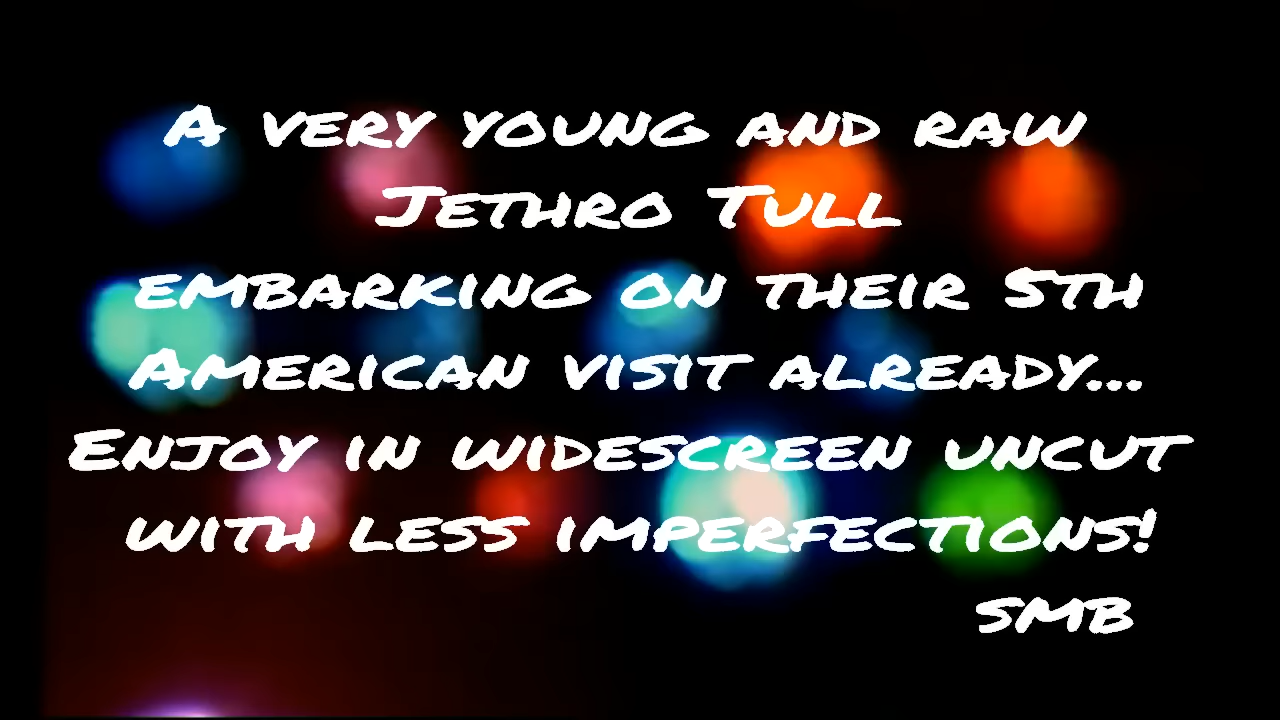 A very young and raw
Jethro Tull
embarking on their 5th
American visit already...
Enjoy in widescreen uncut
with less imperfections!
SMB